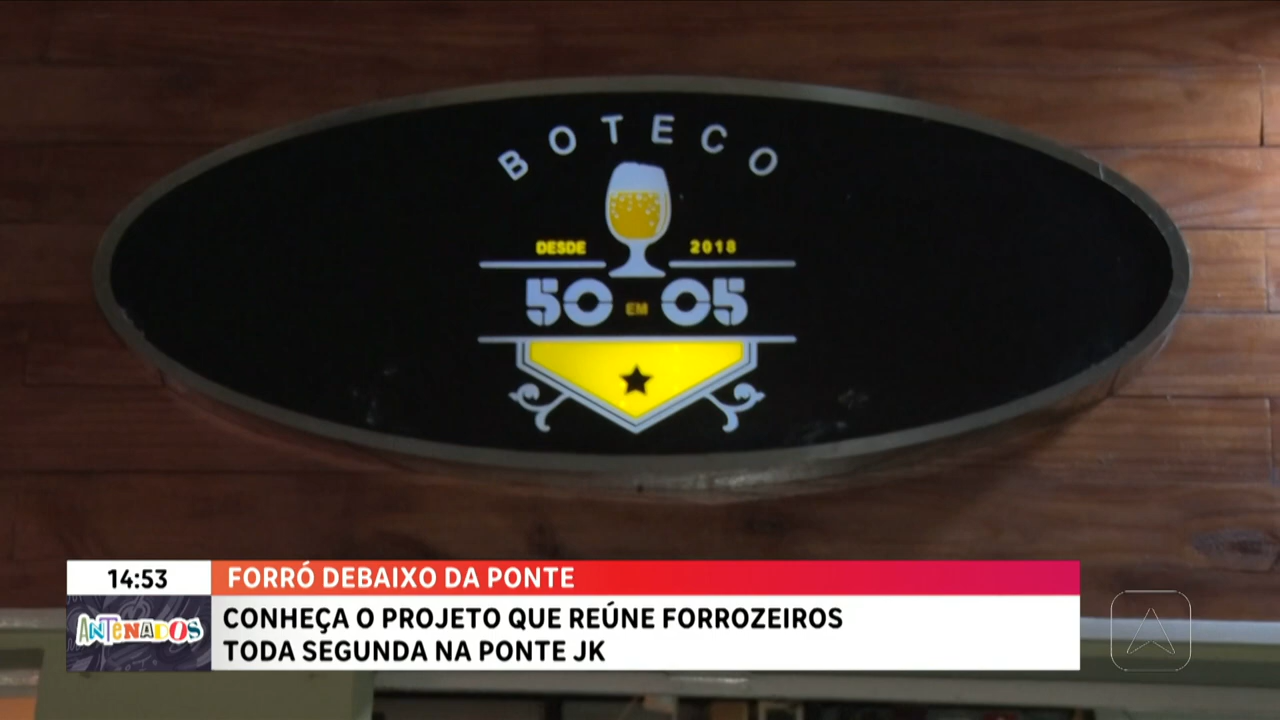 BOTECO
DESDE 2018
50 EM 05
14:53
FORRÓ DEBAIXO DA PONTE
ANTENADOS
CONHEÇA O PROJETO QUE REÚNE FORROZEIROS
TODA SEGUNDA NA PONTE JK